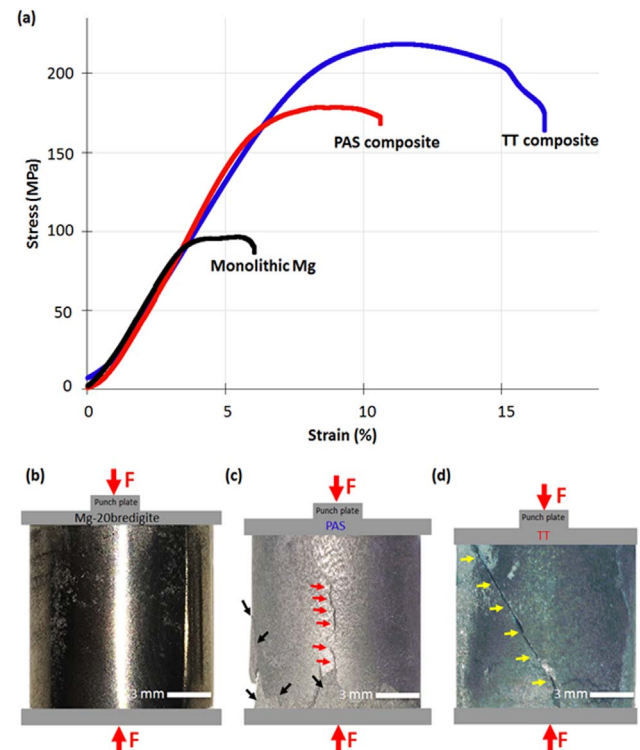 (a)
200
150
100
50
0
0
5
10
15
Stress (MPa)
Strain (%)
PAS composite
TT composite
Monolithic Mg
(b)
F
Punch plate
Mg-20bredigite
3 mm
F
(c)
F
Punch plate
PAS
3 mm
F
(d)
F
Punch plate
TT
3 mm
F